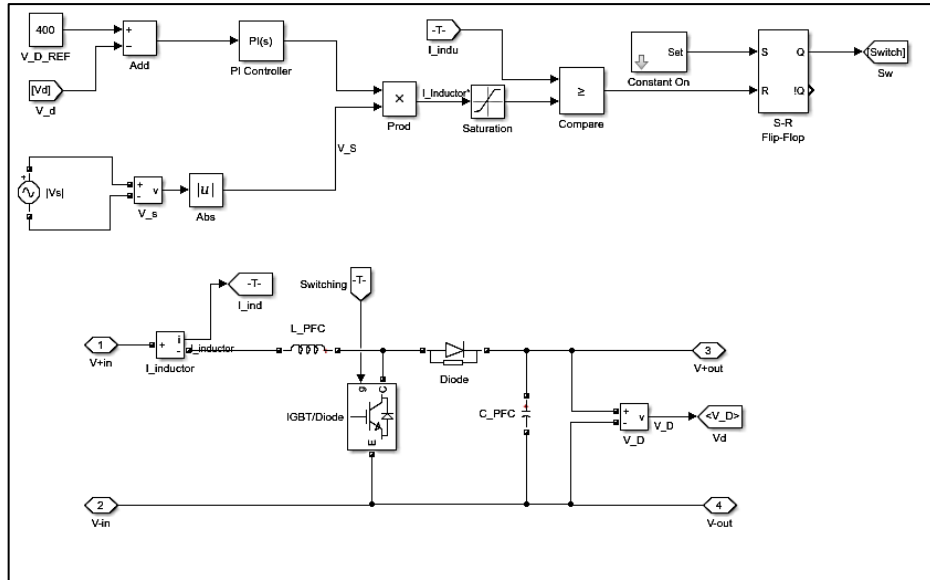 400
V_D_REF
+
−
Add
PI(s)
PI Controller
[Vd]
V_d
-T-
I_indu
×
Prod
I_Inductor*
Saturation
≥
Compare
Set
Constant On
S
Q
R
!Q
S-R
Flip-Flop
[Switch]
Sw
V_S
+
|Vs|
+
-
v
V_s
|u|
Abs
-T-
I_ind
Switching
-T-
1
V+in
+
i
-
I_inductor
I_inductor
L_PFC
g
C
E
IGBT/Diode
Diode
C_PFC
+
+
-
v
V_D
V_D
<V_D>
Vd
3
V+out
2
V-in
4
V-out